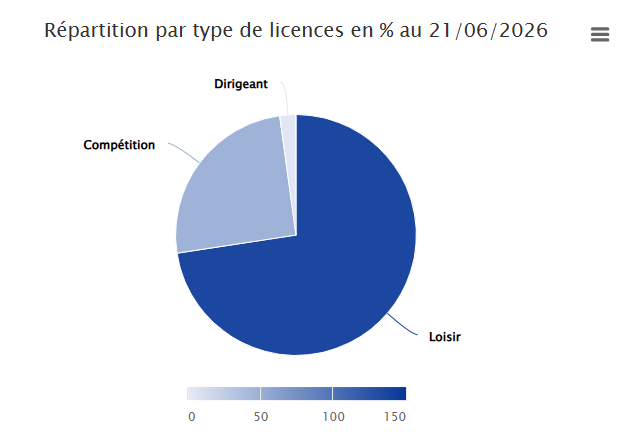 Répartition par type de licences en % au 21/06/2026
Dirigeant
Compétition
Loisir
0 50 100 150